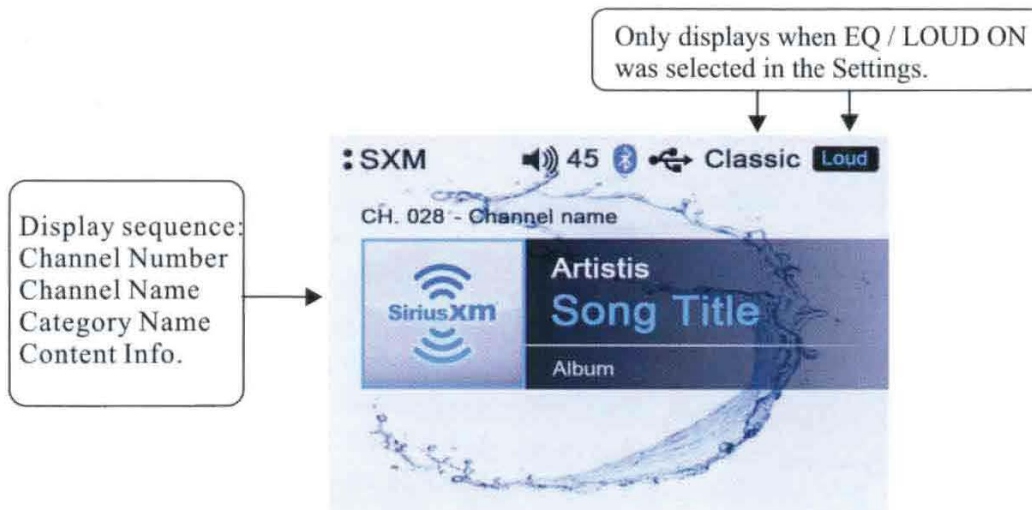 Only displays when EQ / LOUD ON
was selected in the Settings.
:SXM 45 Classic Loud
CH. 028 - Channel name
Display sequence:
Channel Number
Channel Name
Category Name
Content Info.
SiriusXM
Artistis
Song Title
Album